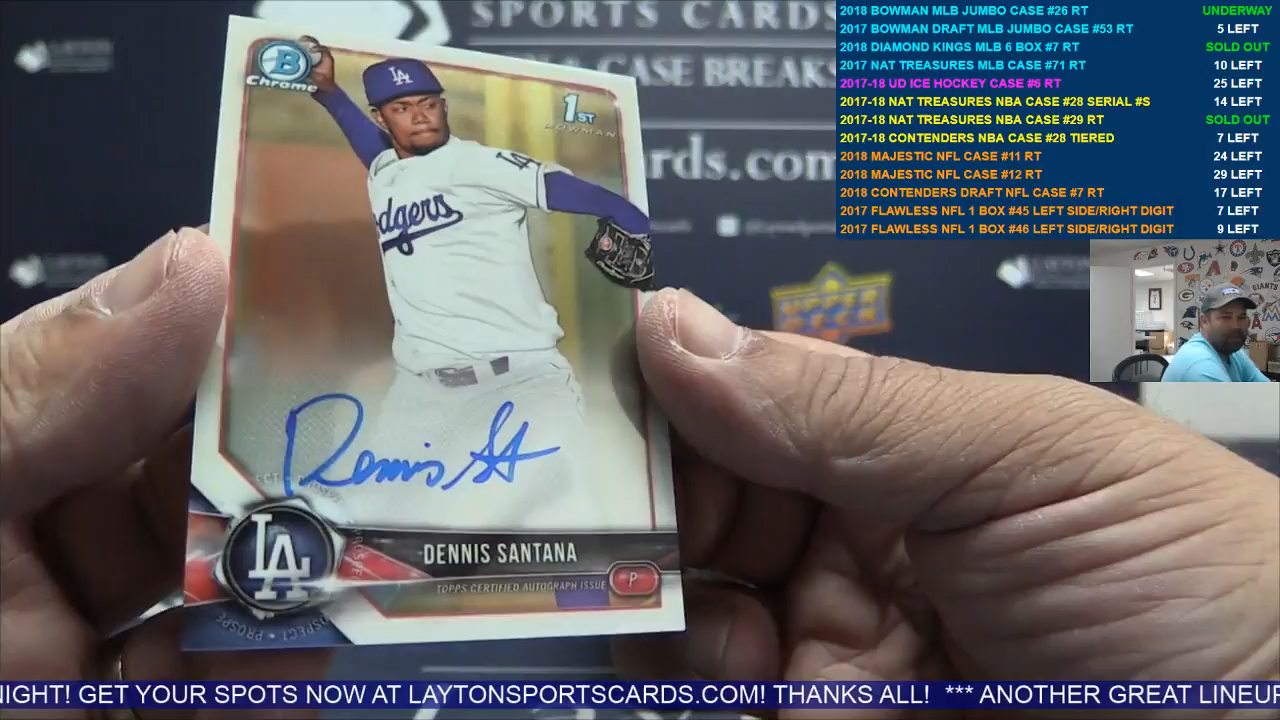 SPORTS CARDS
CASE BREAKS
rds.com
LAYTON
UPPER
B
Chrome
1ST
BOWMAN
LA
LA
Dodgers
Dennis St
LA
DENNIS SANTANA
TOPPS CERTIFIED AUTOGRAPH ISSUE
P
PROSPECT
2018 BOWMAN MLB JUMBO CASE #26 RT UNDERWAY
2017 BOWMAN DRAFT MLB JUMBO CASE #53 RT 5 LEFT
2018 DIAMOND KINGS MLB 6 BOX #7 RT SOLD OUT
2017 NAT TREASURES MLB CASE #71 RT 10 LEFT
2017-18 UD ICE HOCKEY CASE #6 RT 25 LEFT
2017-18 NAT TREASURES NBA CASE #28 SERIAL #S 14 LEFT
2017-18 NAT TREASURES NBA CASE #29 RT SOLD OUT
2017-18 CONTENDERS NBA CASE #28 TIERED 7 LEFT
2018 MAJESTIC NFL CASE #11 RT 24 LEFT
2018 MAJESTIC NFL CASE #12 RT 29 LEFT
2018 CONTENDERS DRAFT NFL CASE #7 RT 17 LEFT
2017 FLAWLESS NFL 1 BOX #45 LEFT SIDE/RIGHT DIGIT 7 LEFT
2017 FLAWLESS NFL 1 BOX #46 LEFT SIDE/RIGHT DIGIT 9 LEFT
GIANTS
NIGHT! GET YOUR SPOTS NOW AT LAYTONSPORTSCARDS.COM! THANKS ALL! *** ANOTHER GREAT LINEUP